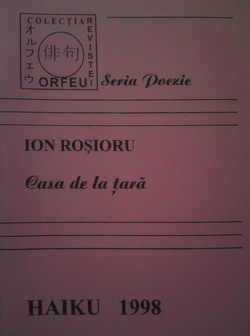 COLECȚIA
REVISTEI
オルフェウ
俳句
ORFEU
Seria Poezie
ION ROȘIORU
Casa de la țară
HAIKU 1998